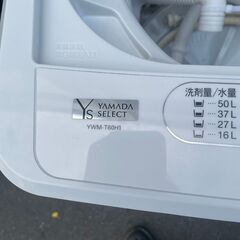 YS YAMADA
SELECT
YWM-T60H1
洗剤量/水量
50L
37L
27L
16L